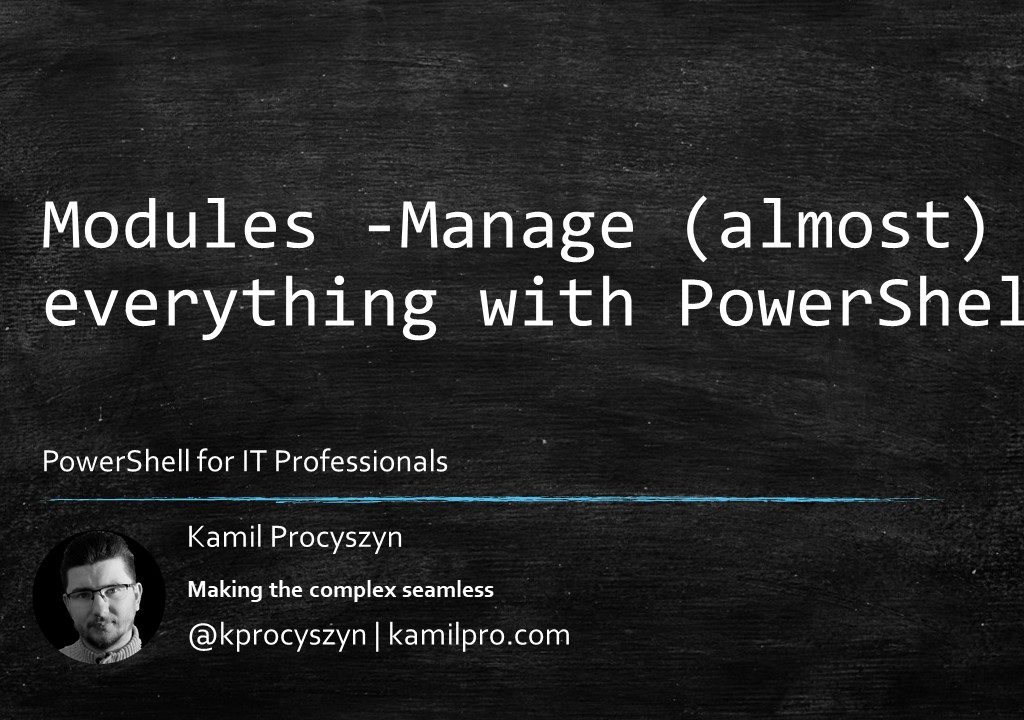 Modules -Manage (almost)
everything with PowerShel
PowerShell for IT Professionals
Kamil Procyszyn
Making the complex seamless
@kprocyszyn | kamilpro.com